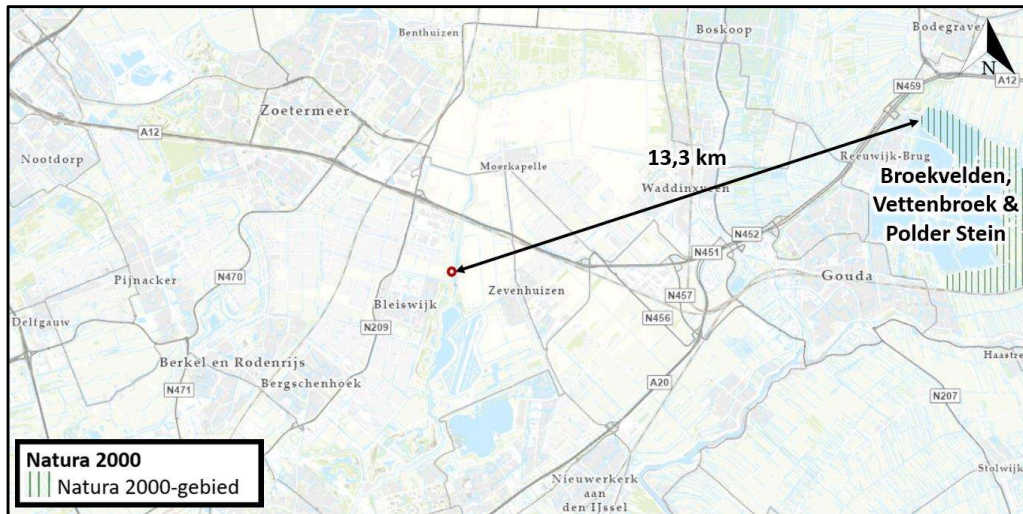 Benthuizen
Boskoop
Bodegrave
N
N459
A12
Zoetermeer
A12
Nootdorp
Moerkapelle
13,3 km
Reeuwijk-Brug
Waddinxveen
Broekvelden,
Vettenbroek &
Polder Stein
N452
N451
N470
Pijnacker
Gouda
Zevenhuizen
N457
Bleiswijk
N456
Delfgauw
N209
Haastre
Berkel en Rodenrijs
Bergschenhoek
N471
A20
N207
Natura 2000
Natura 2000-gebied
Stolwijk
Nieuwerkerk
aan
den IJssel